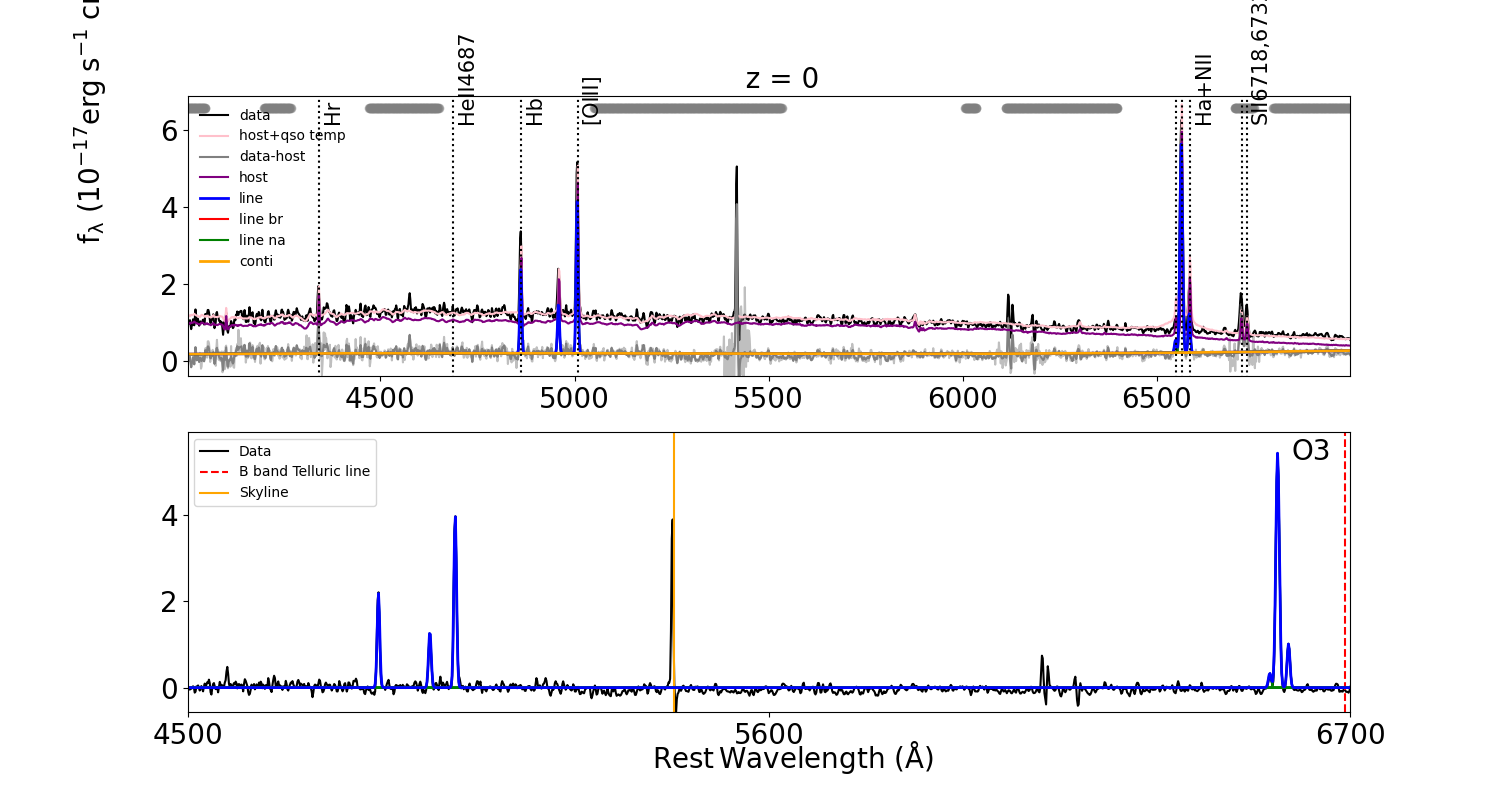 z = 0
f_λ (10^−17 erg s^−1
Hr
HeII4687
Hb
[OIII]
Ha+NII
SII6718,673
data
host+qso temp
data-host
host
line
line br
line na
conti
6
4
2
0
4500 5000 5500 6000 6500
Data
B band Telluric line
Skyline
O3
4
2
0
4500 5600 6700
Rest Wavelength (Å)